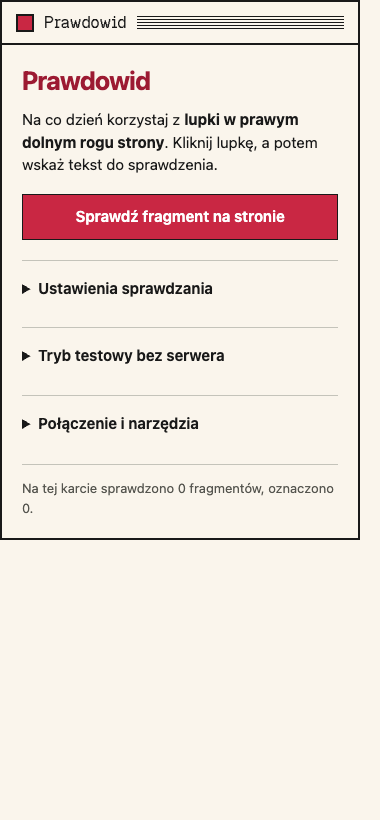 Prawdowid
Prawdowid
Na co dzień korzystaj z lupki w prawym
dolnym rogu strony. Kliknij lupkę, a potem
wskaż tekst do sprawdzenia.
Sprawdź fragment na stronie
Ustawienia sprawdzania
Tryb testowy bez serwera
Połączenie i narzędzia
Na tej karcie sprawdzono 0 fragmentów, oznaczono
0.